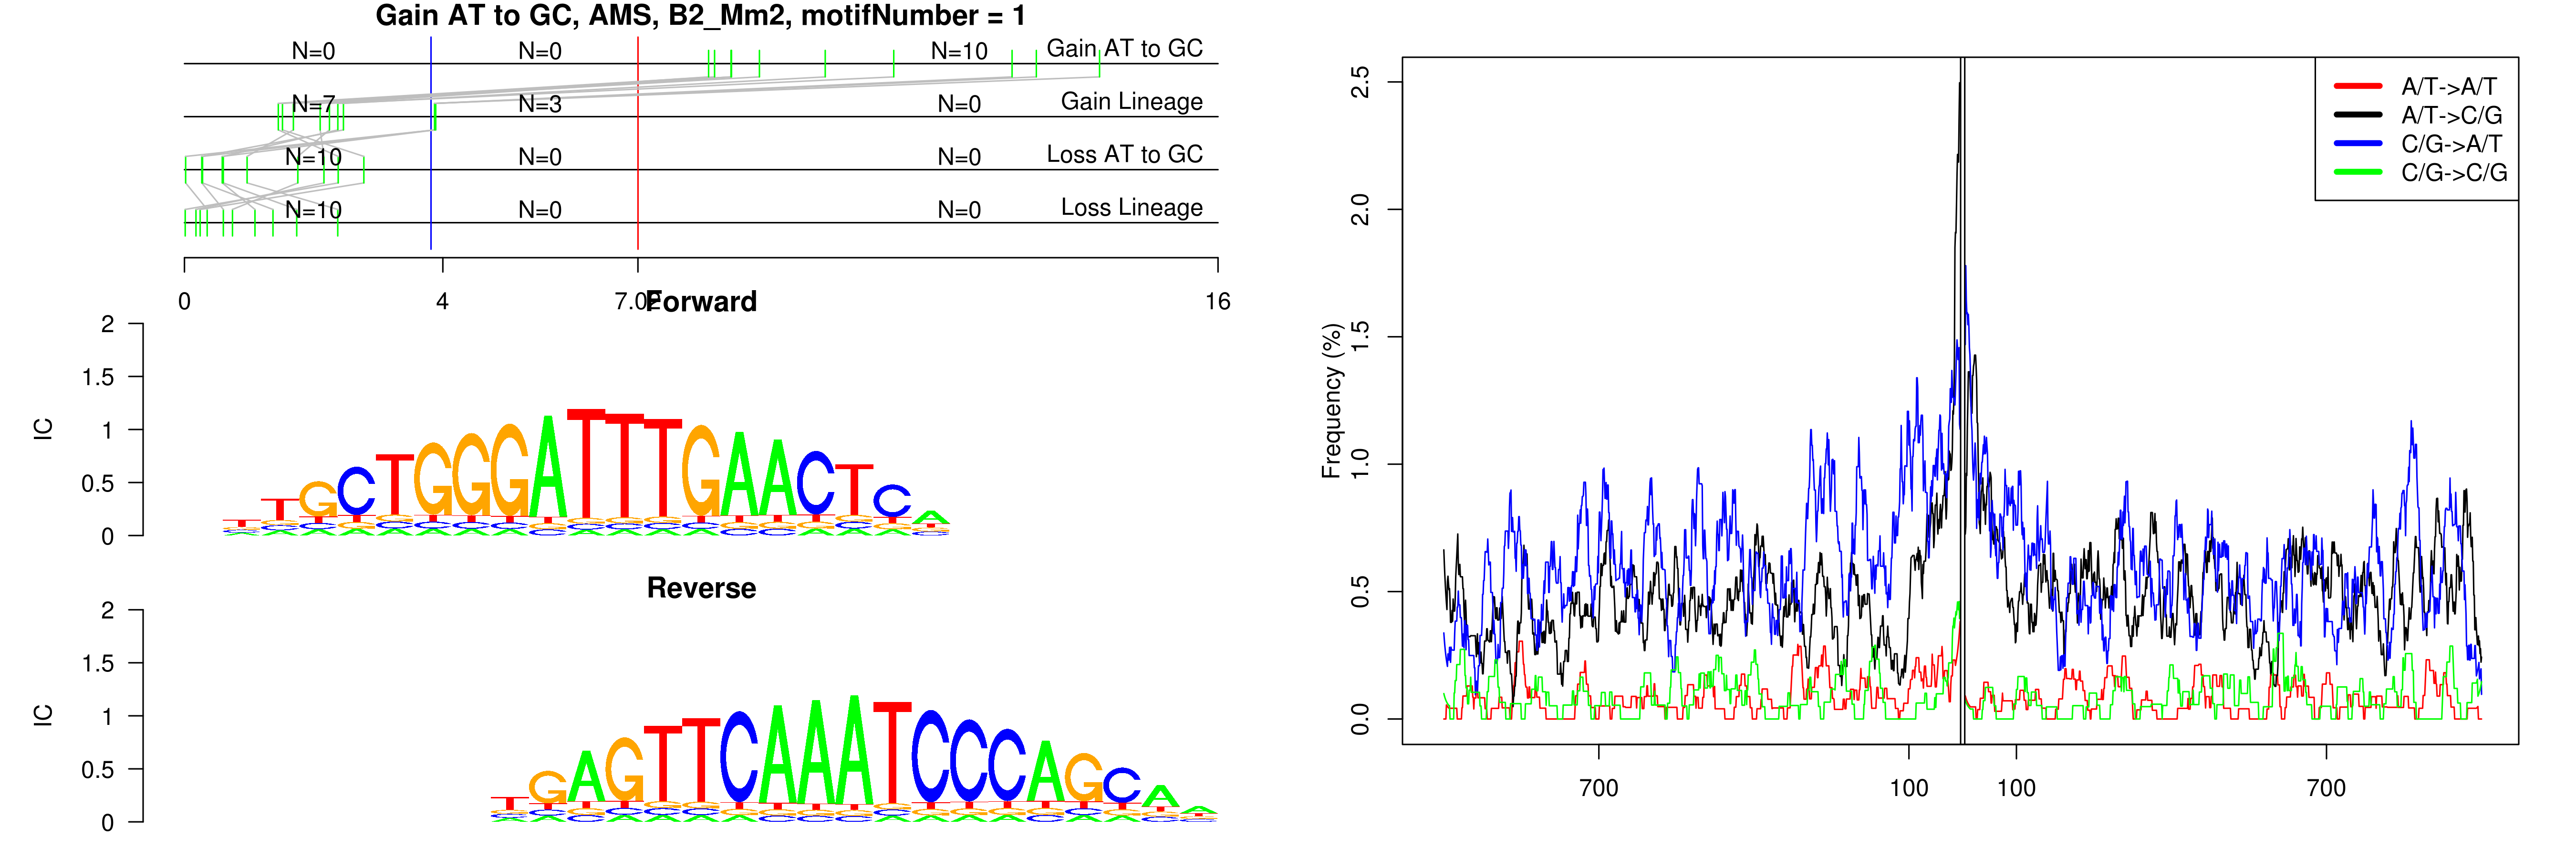 Gain AT to GC, AMS, B2_Mm2, motifNumber = 1
N=0 N=0 N=10 Gain AT to GC
N=7 N=3 N=0 Gain Lineage
N=10 N=0 N=0 Loss AT to GC
N=10 N=0 N=0 Loss Lineage
0 4 7.02 16
Forward
IC
2
1.5
1
0.5
0
TTGCTGGGATTTGAACTCA
Reverse
IC
2
1.5
1
0.5
0
TGAGTTCAAATCCCAGCAA
Frequency (%)
2.5
2.0
1.5
1.0
0.5
0.0
700 100 100 700
A/T->A/T
A/T->C/G
C/G->A/T
C/G->C/G